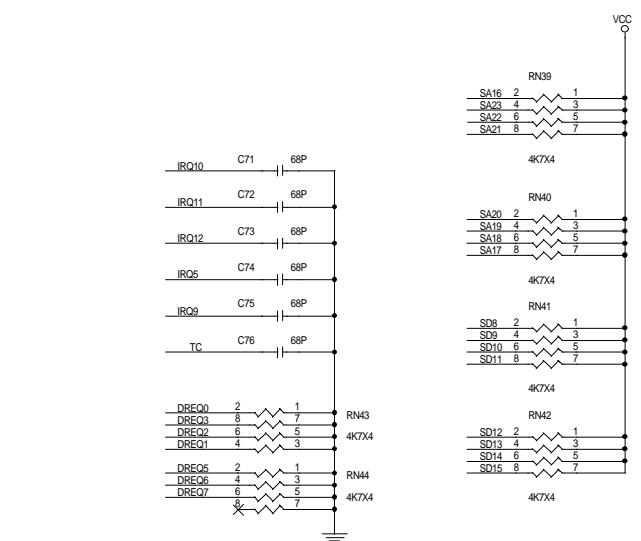 VCC
RN39
SA16 2 1
SA23 4 3
SA22 6 5
SA21 8 7
4K7X4
RN40
SA20 2 1
SA19 4 3
SA18 6 5
SA17 8 7
4K7X4
RN41
SD8 2 1
SD9 4 3
SD10 6 5
SD11 8 7
4K7X4
RN42
SD12 2 1
SD13 4 3
SD14 6 5
SD15 8 7
4K7X4
IRQ10 C71 68P
IRQ11 C72 68P
IRQ12 C73 68P
IRQ5 C74 68P
IRQ9 C75 68P
TC C76 68P
DREQ0 2 1
DREQ3 8 7
DREQ2 6 5
DREQ1 4 3
RN43
4K7X4
DREQ5 2 1
DREQ6 4 3
DREQ7 6 5
8 7
RN44
4K7X4